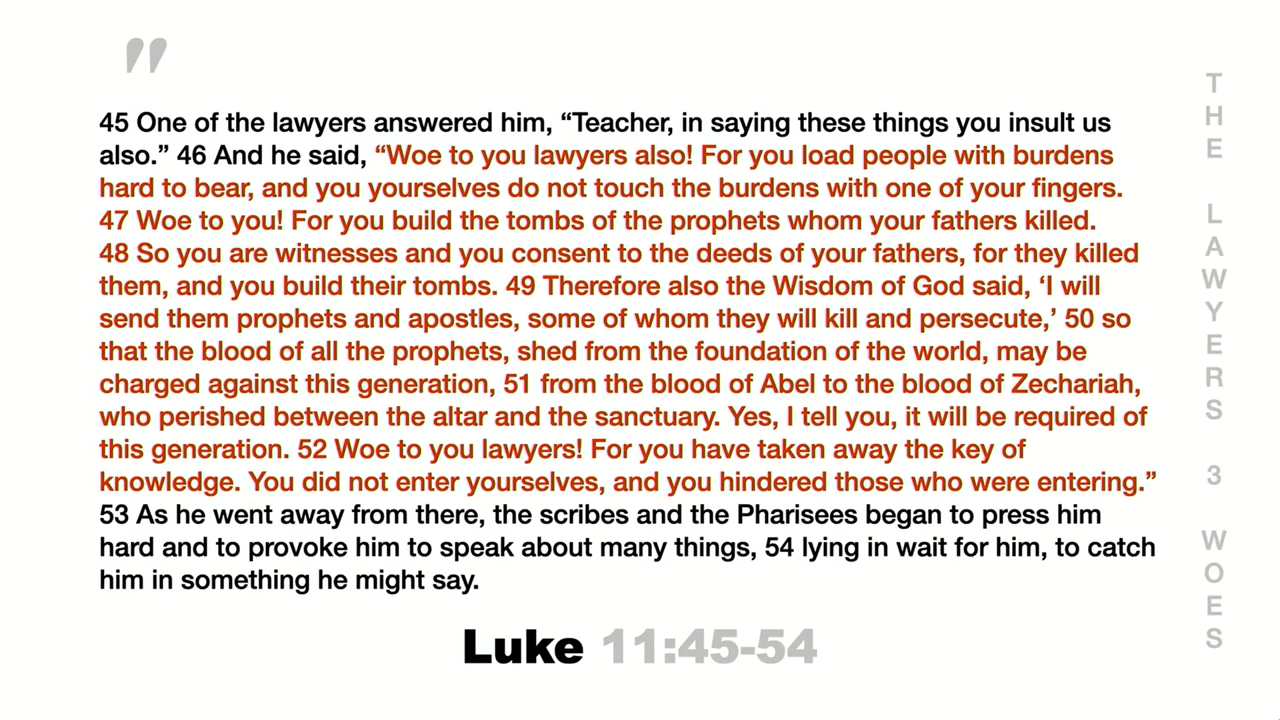 "
45 One of the lawyers answered him, “Teacher, in saying these things you insult us
also.” 46 And he said, “Woe to you lawyers also! For you load people with burdens
hard to bear, and you yourselves do not touch the burdens with one of your fingers.
47 Woe to you! For you build the tombs of the prophets whom your fathers killed.
48 So you are witnesses and you consent to the deeds of your fathers, for they killed
them, and you build their tombs. 49 Therefore also the Wisdom of God said, ‘I will
send them prophets and apostles, some of whom they will kill and persecute,’ 50 so
that the blood of all the prophets, shed from the foundation of the world, may be
charged against this generation, 51 from the blood of Abel to the blood of Zechariah,
who perished between the altar and the sanctuary. Yes, I tell you, it will be required of
this generation. 52 Woe to you lawyers! For you have taken away the key of
knowledge. You did not enter yourselves, and you hindered those who were entering.”
53 As he went away from there, the scribes and the Pharisees began to press him
hard and to provoke him to speak about many things, 54 lying in wait for him, to catch
him in something he might say.
Luke 11:45-54
THE LAWYERS 3 WOES